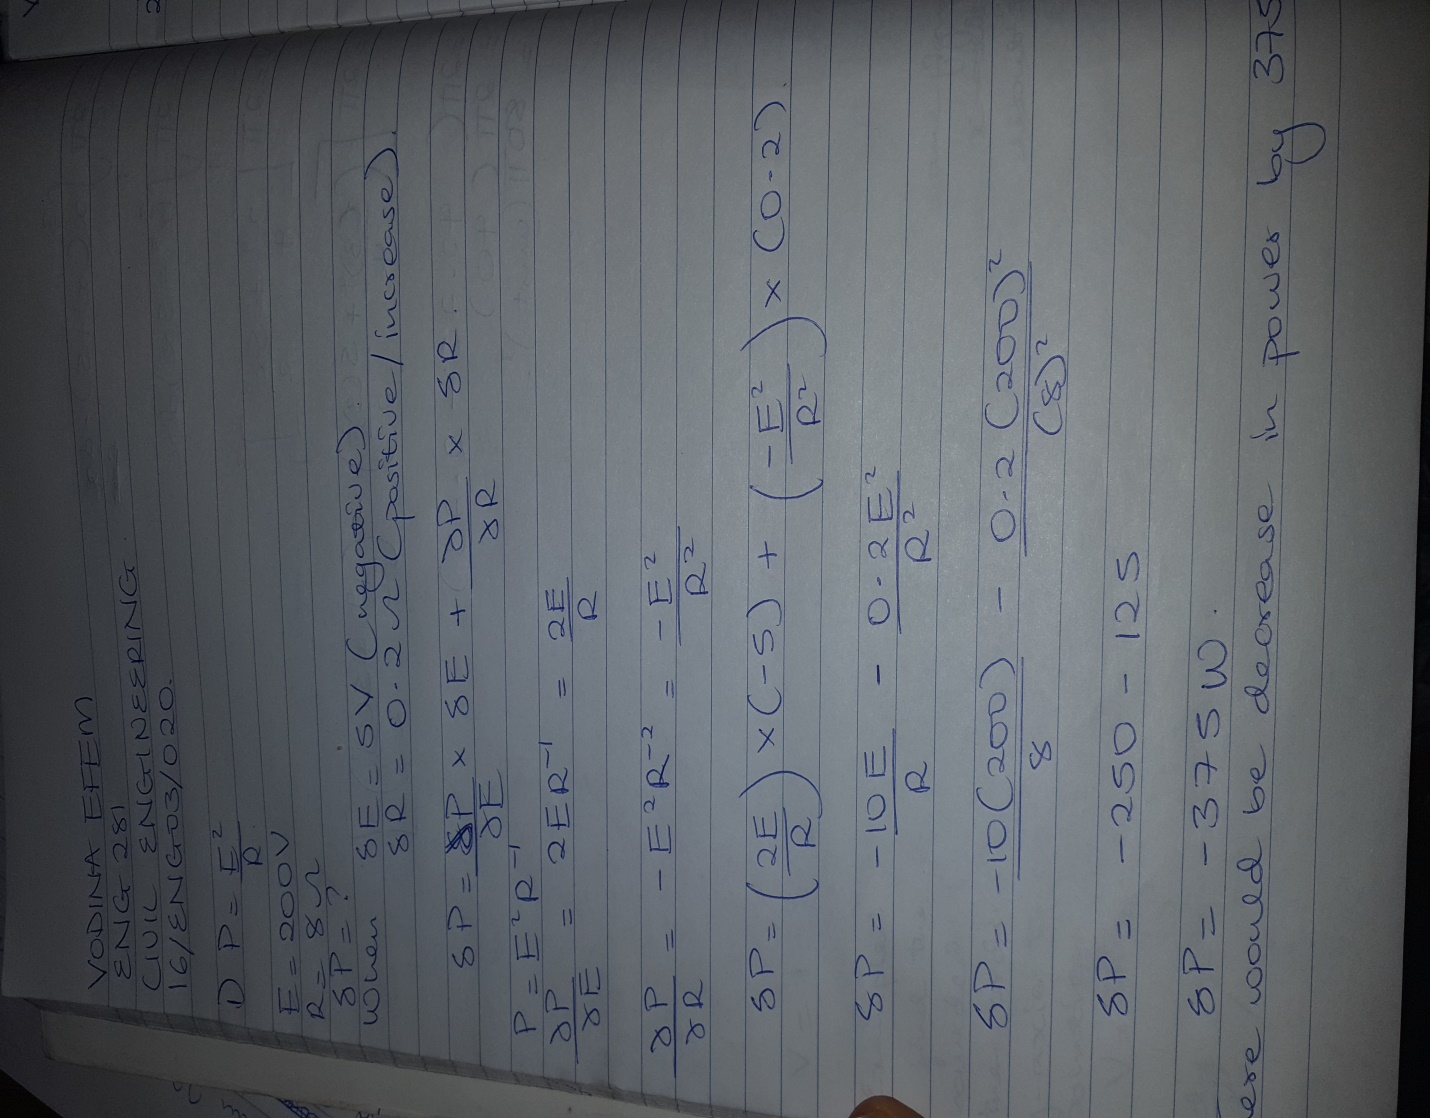 VODINA EFEM
ENG 281
CIVIL ENGINEERING.
16/ENG03/020.
1) P = E²/R.
E = 200V
R = 8Ω
δP = ?
When δE = 5V (negative).
δR = 0.2Ω (positive/increase).
δP = ∂P/∂E × δE + ∂P/∂R × δR.
P = E²R⁻¹
∂P/∂E = 2ER⁻¹ = 2E/R
∂P/∂R = -E²R⁻² = -E²/R²
δP = (2E/R) × (-5) + (-E²/R²) × (0.2).
δP = -10E/R - 0.2E²/R²
δP = -10(200)/8 - 0.2(200)²/(8)²
δP = -250 - 125
δP = -375W.
ere would be decrease in power by 375